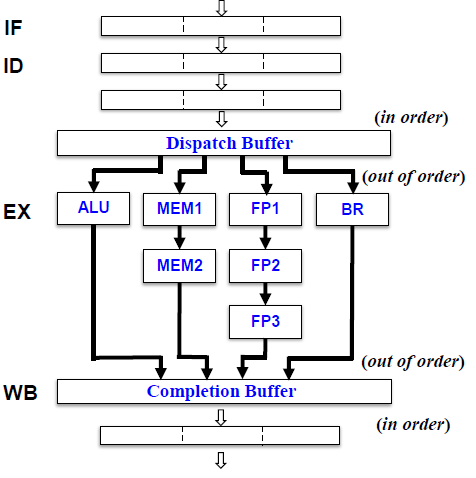 IF
ID
(in order)
Dispatch Buffer
(out of order)
EX
ALU MEM1 FP1 BR
MEM2 FP2
FP3
(out of order)
WB Completion Buffer
(in order)